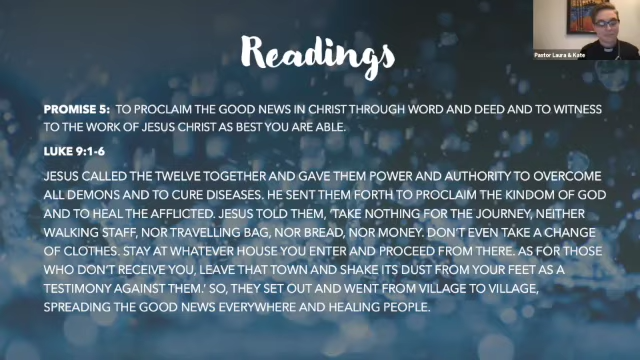 Readings
Pastor Laura & Kate
PROMISE 5: TO PROCLAIM THE GOOD NEWS IN CHRIST THROUGH WORD AND DEED AND TO WITNESS
TO THE WORK OF JESUS CHRIST AS BEST YOU ARE ABLE.
LUKE 9:1-6
JESUS CALLED THE TWELVE TOGETHER AND GAVE THEM POWER AND AUTHORITY TO OVERCOME
ALL DEMONS AND TO CURE DISEASES. HE SENT THEM FORTH TO PROCLAIM THE KINDOM OF GOD
AND TO HEAL THE AFFLICTED. JESUS TOLD THEM, 'TAKE NOTHING FOR THE JOURNEY, NEITHER
WALKING STAFF, NOR TRAVELLING BAG, NOR BREAD, NOR MONEY. DON'T EVEN TAKE A CHANGE
OF CLOTHES. STAY AT WHATEVER HOUSE YOU ENTER AND PROCEED FROM THERE. AS FOR THOSE
WHO DON'T RECEIVE YOU, LEAVE THAT TOWN AND SHAKE ITS DUST FROM YOUR FEET AS A
TESTIMONY AGAINST THEM.' SO, THEY SET OUT AND WENT FROM VILLAGE TO VILLAGE,
SPREADING THE GOOD NEWS EVERYWHERE AND HEALING PEOPLE.